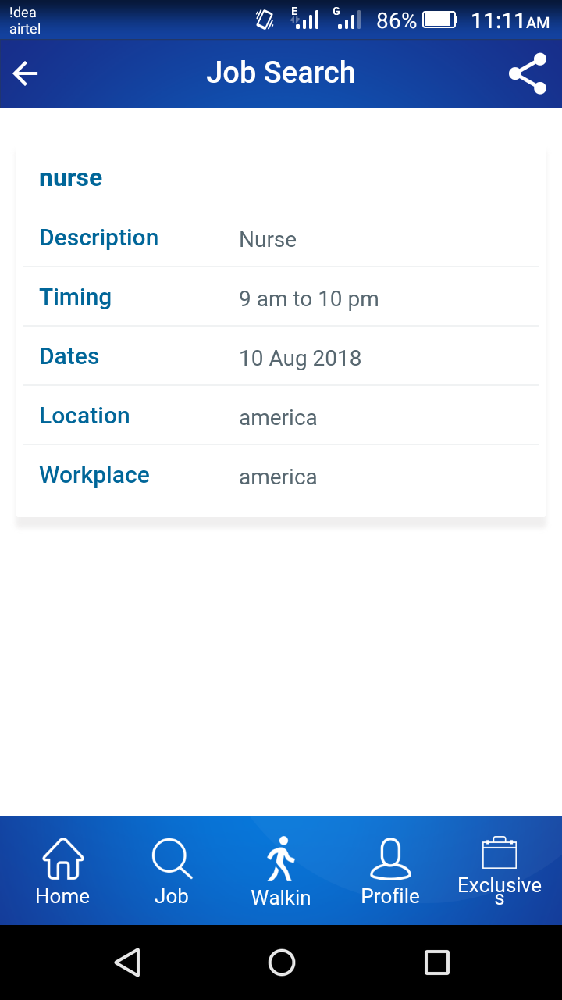 !dea
airtel
E
G
86%
11:11AM
Job Search
nurse
Description Nurse
Timing 9 am to 10 pm
Dates 10 Aug 2018
Location america
Workplace america
Home Job Walkin Profile Exclusive
s